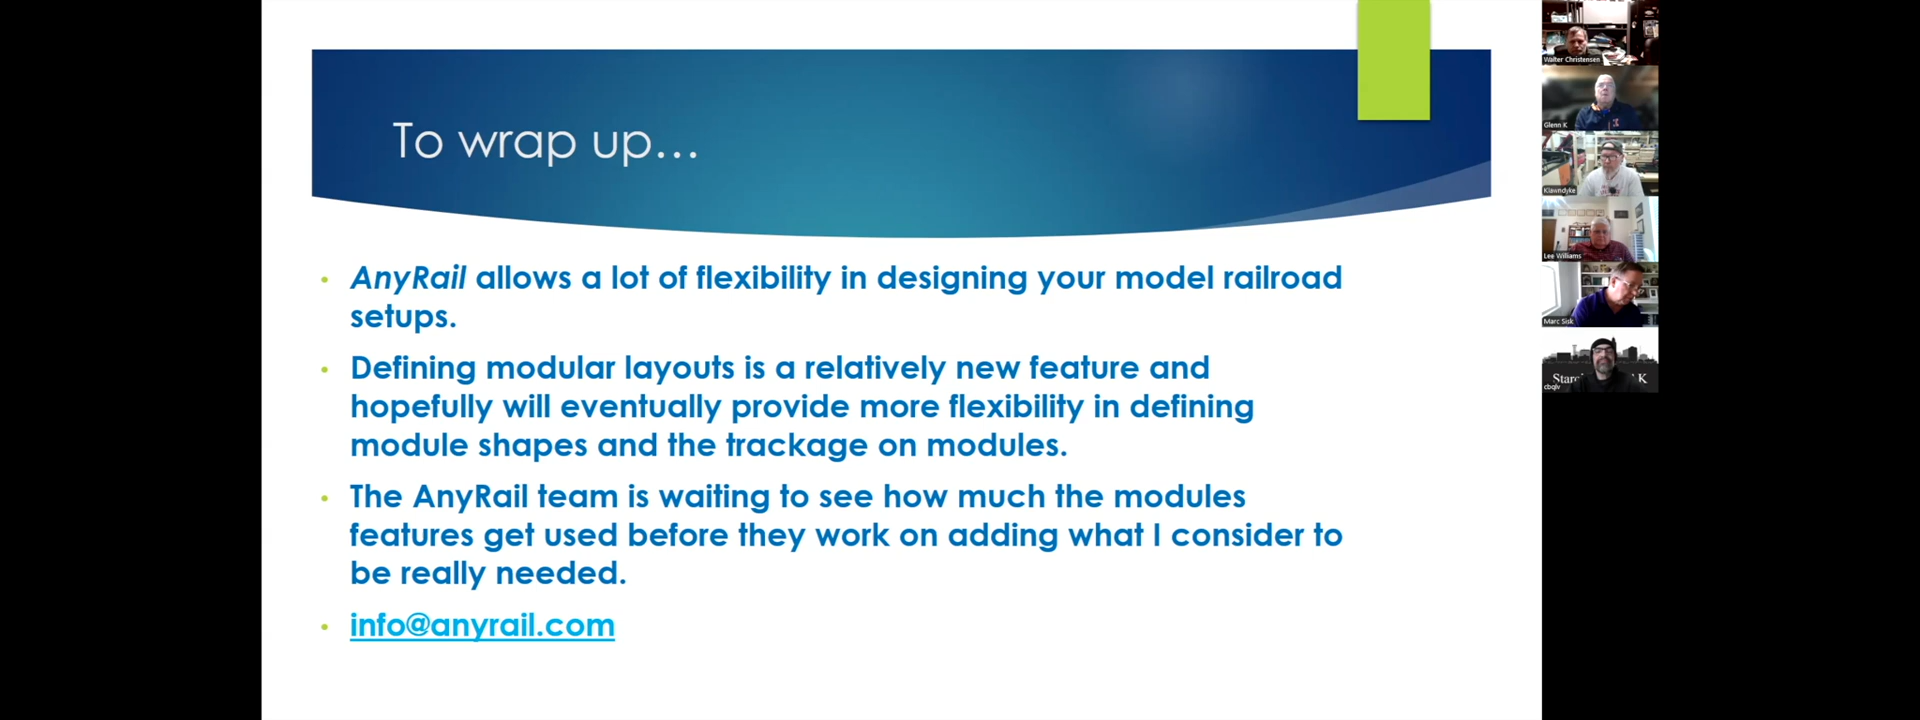 To wrap up...
• AnyRail allows a lot of flexibility in designing your model railroad
setups.
• Defining modular layouts is a relatively new feature and
hopefully will eventually provide more flexibility in defining
module shapes and the trackage on modules.
• The AnyRail team is waiting to see how much the modules
features get used before they work on adding what I consider to
be really needed.
• info@anyrail.com
Walter Christensen
Glenn K
Klawndyke
Lee Williams
Marc Sisk
K
cbqlv